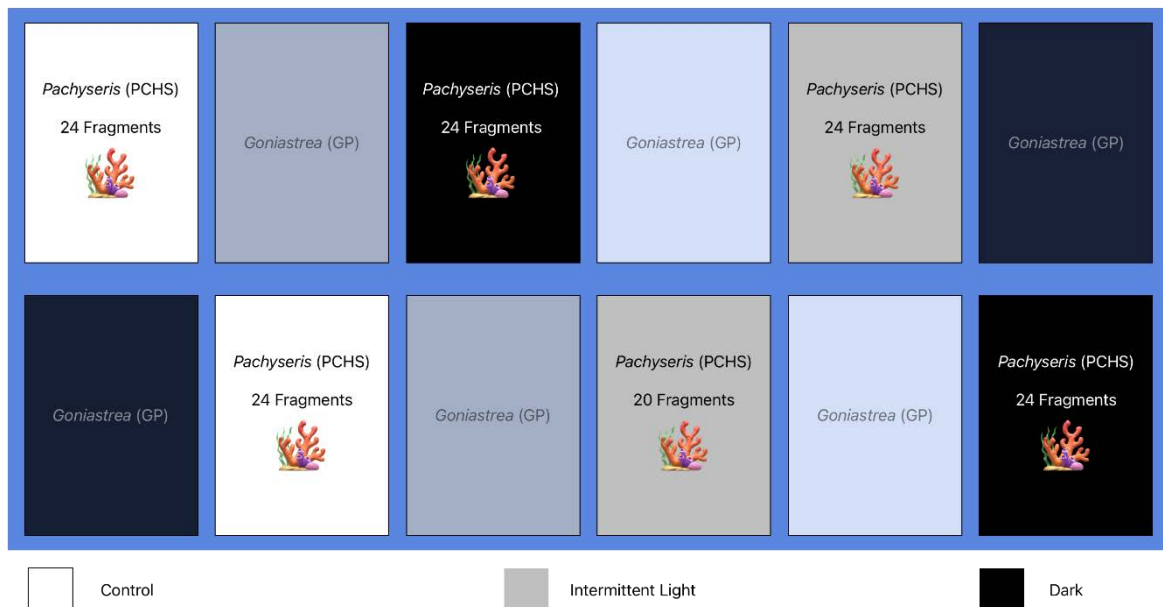 Pachyseris (PCHS)
24 Fragments
Goniastrea (GP)
Pachyseris (PCHS)
24 Fragments
Goniastrea (GP)
Pachyseris (PCHS)
24 Fragments
Goniastrea (GP)
Goniastrea (GP)
Pachyseris (PCHS)
24 Fragments
Goniastrea (GP)
Pachyseris (PCHS)
20 Fragments
Goniastrea (GP)
Pachyseris (PCHS)
24 Fragments
Control
Intermittent Light
Dark